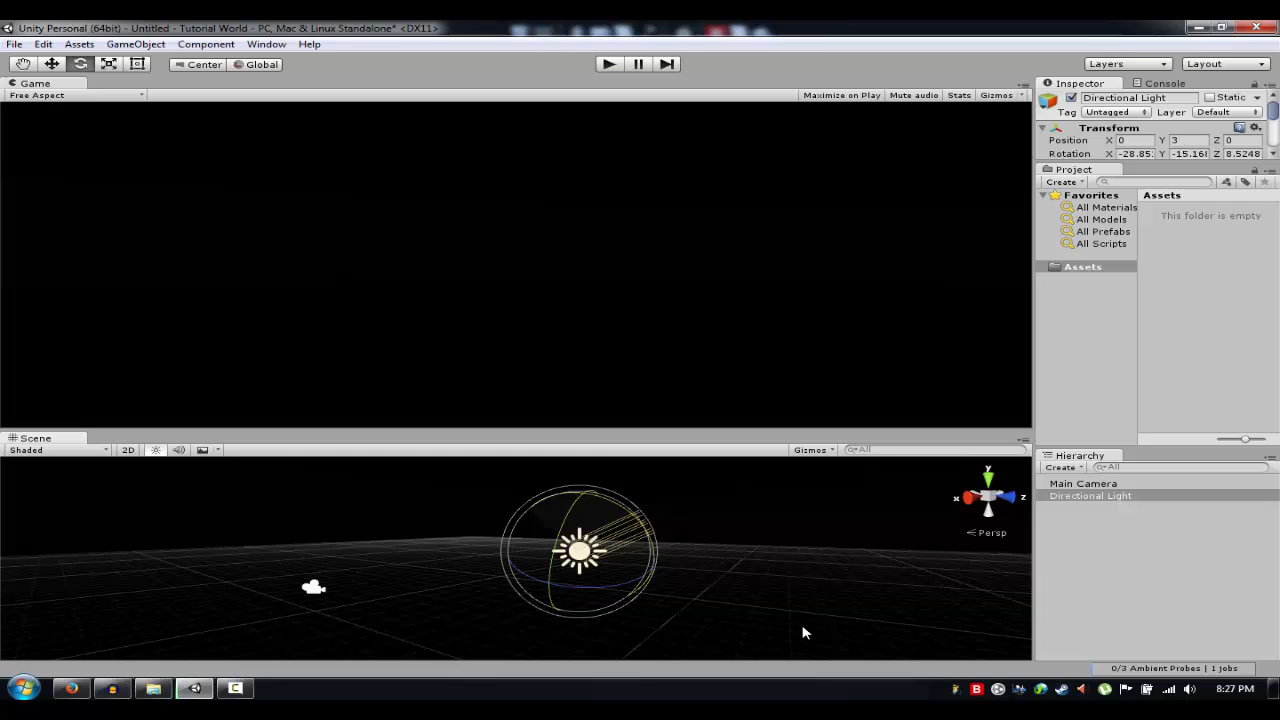 Unity Personal (64bit) - Untitled - Tutorial World - PC, Mac & Linux Standalone* <DX11>
File Edit Assets GameObject Component Window Help
Center Global Layers Layout
Game
Free Aspect Maximize on Play Mute audio Stats Gizmos
Inspector Console
Directional Light Static
Tag Untagged Layer Default
Transform
Position X 0 Y 3 Z 0
Rotation X -28.85 Y -15.168 Z 8.5248
Project
Create
Favorites
All Materials
All Models
All Prefabs
All Scripts
Assets
Assets
This folder is empty
Scene
Shaded 2D Gizmos All
y
x
z
Persp
Hierarchy
Create All
Main Camera
Directional Light
0/3 Ambient Probes | 1 jobs
8:27 PM